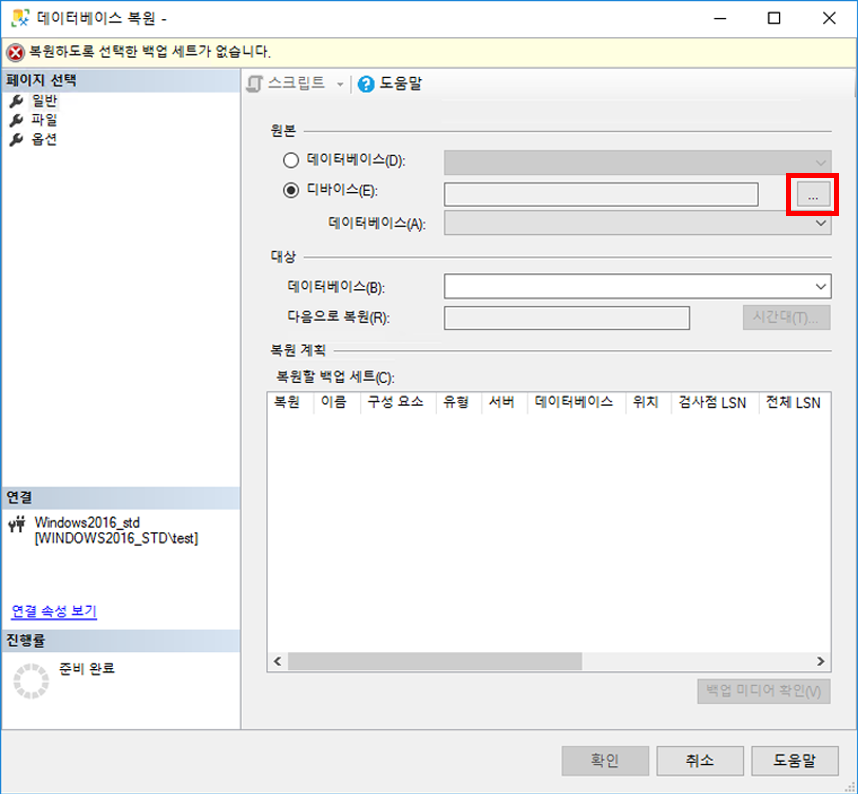 데이터베이스 복원 -
복원하도록 선택한 백업 세트가 없습니다.
페이지 선택
일반
파일
옵션
스크립트
도움말
원본
데이터베이스(D):
디바이스(E):
...
데이터베이스(A):
대상
데이터베이스(B):
다음으로 복원(R):
시간대(T)...
복원 계획
복원할 백업 세트(C):
복원 이름 구성 요소 유형 서버 데이터베이스 위치 검사점 LSN 전체 LSN
연결
Windows2016_std
[WINDOWS2016_STD\test]
연결 속성 보기
진행률
준비 완료
백업 미디어 확인(V)
확인 취소 도움말